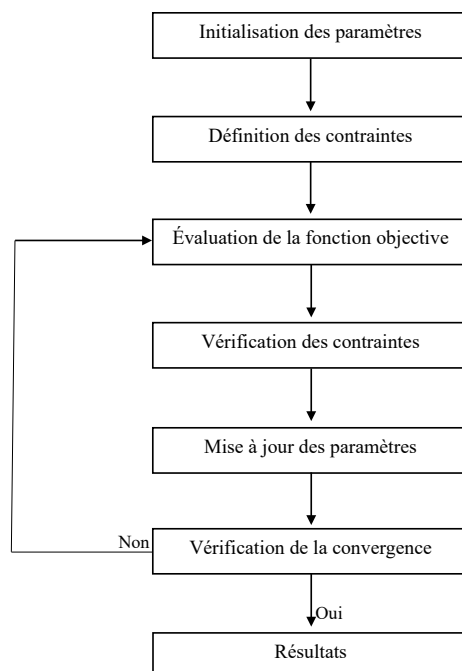 Initialisation des paramètres
Définition des contraintes
Évaluation de la fonction objective
Vérification des contraintes
Mise à jour des paramètres
Non
Vérification de la convergence
Oui
Résultats